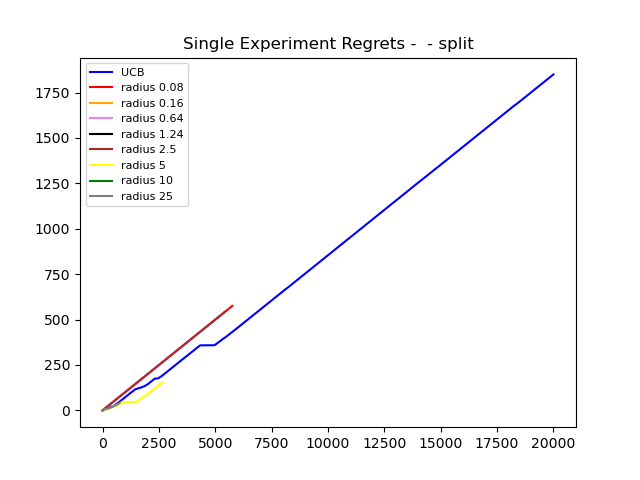 Single Experiment Regrets -  - split
UCB
radius 0.08
radius 0.16
radius 0.64
radius 1.24
radius 2.5
radius 5
radius 10
radius 25
1750
1500
1250
1000
750
500
250
0
0 2500 5000 7500 10000 12500 15000 17500 20000